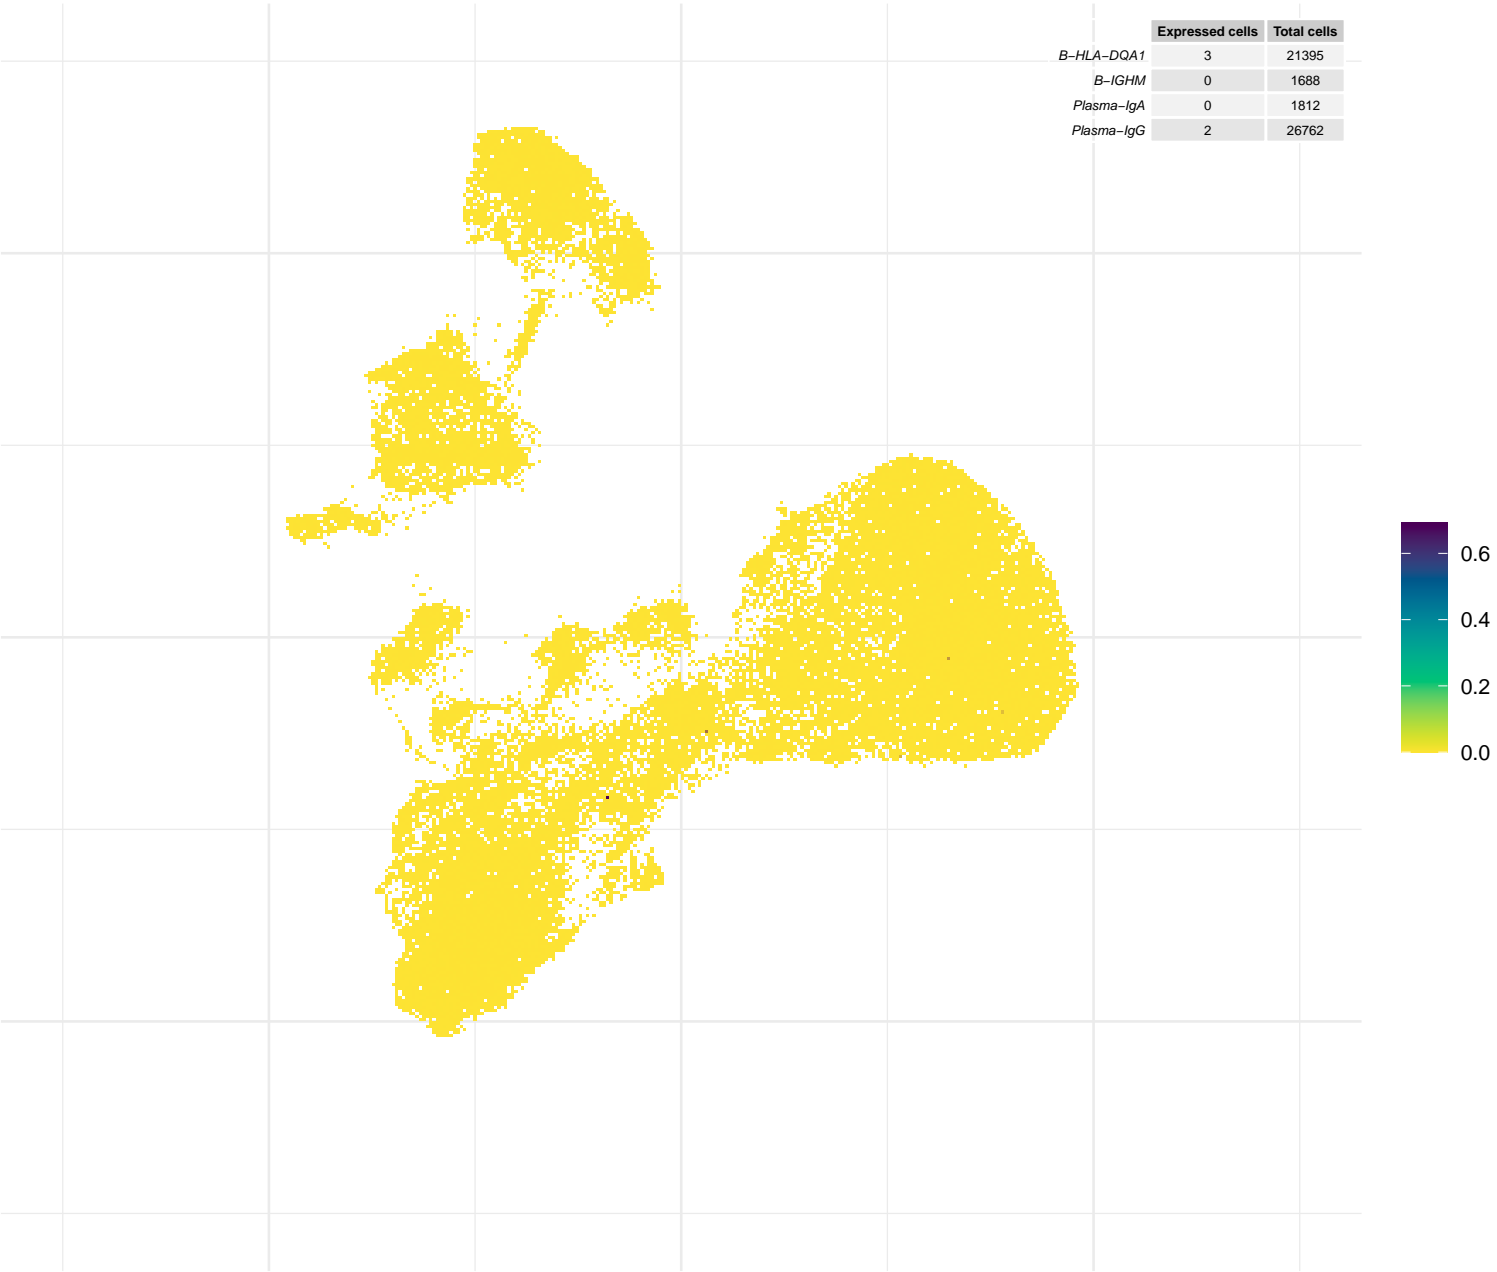 Expressed cells Total cells
B−HLA−DQA1 3 21395
B−IGHM 0 1688
Plasma−IgA 0 1812
Plasma−IgG 2 26762
0.6
0.4
0.2
0.0